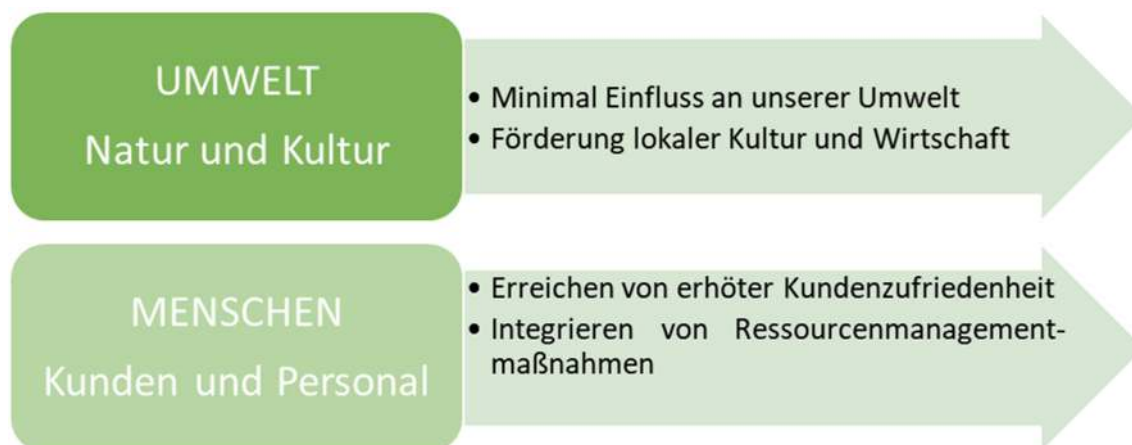 UMWELT
Natur und Kultur
• Minimal Einfluss an unserer Umwelt
• Förderung lokaler Kultur und Wirtschaft
MENSCHEN
Kunden und Personal
• Erreichen von erhöter Kundenzufriedenheit
• Integrieren von Ressourcenmanagement-
maßnahmen